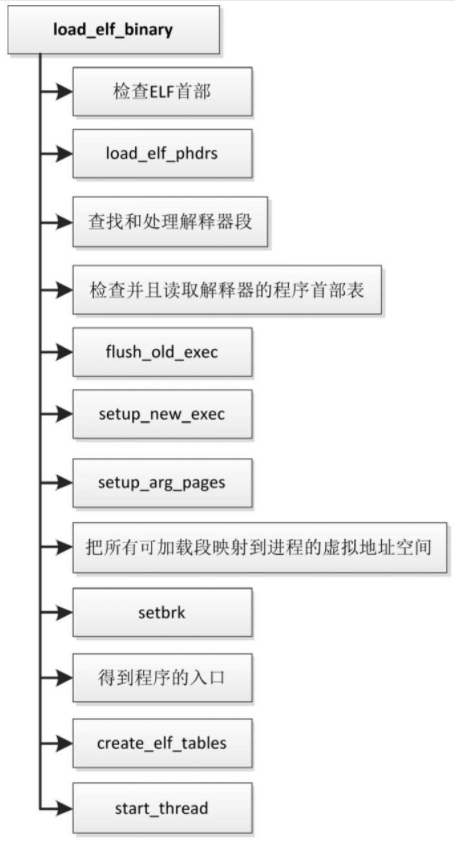 load_elf_binary
检查ELF首部
load_elf_phdrs
查找和处理解释器段
检查并且读取解释器的程序首部表
flush_old_exec
setup_new_exec
setup_arg_pages
把所有可加载段映射到进程的虚拟地址空间
setbrk
得到程序的入口
create_elf_tables
start_thread